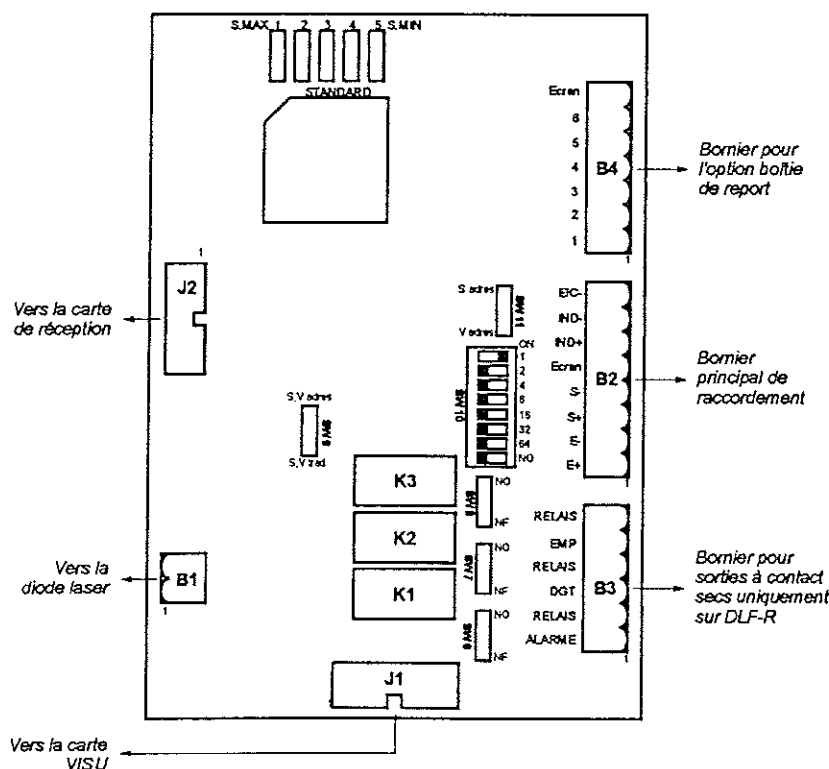 S.MAX 1 2 3 4 5 S.MIN
STANDARD
Ecran
6
5
4
3
2
1
B4
1
Bornier pour
l'option boîtie
de report
1
J2
Vers la carte
de réception
S adres
V adres
SW 11
ON
1
2
4
8
16
32
64
NO
SW 10
EIC-
IND-
IND+
Ecran
S-
S+
E-
E+
B2
1
Bornier
principal de
raccordement
S,V adres
SW 9
S,V trad
K3
K2
K1
NO
SW 8
NF
NO
SW 7
NF
NO
SW 6
NF
RELAIS
EMP
RELAIS
DGT
RELAIS
ALARME
B3
1
Bornier pour
sorties à contact
secs uniquement
sur DLF-R
Vers la
diode laser
B1
1
J1
Vers la carte
VISU